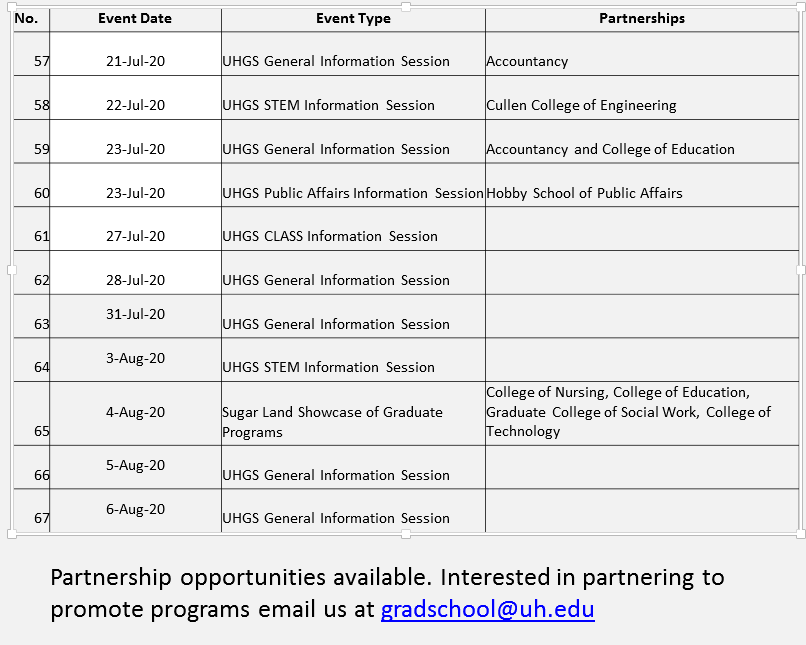 No. Event Date Event Type Partnerships
57 21-Jul-20 UHGS General Information Session Accountancy
58 22-Jul-20 UHGS STEM Information Session Cullen College of Engineering
59 23-Jul-20 UHGS General Information Session Accountancy and College of Education
60 23-Jul-20 UHGS Public Affairs Information Session Hobby School of Public Affairs
61 27-Jul-20 UHGS CLASS Information Session
62 28-Jul-20 UHGS General Information Session
63 31-Jul-20 UHGS General Information Session
64 3-Aug-20 UHGS STEM Information Session
65 4-Aug-20 Sugar Land Showcase of Graduate
Programs
College of Nursing, College of Education,
Graduate College of Social Work, College of
Technology
66 5-Aug-20 UHGS General Information Session
67 6-Aug-20 UHGS General Information Session
Partnership opportunities available. Interested in partnering to
promote programs email us at gradschool@uh.edu